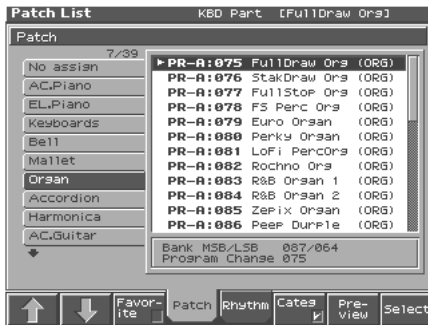 Patch List KBD Part [FullDraw Org]
Patch
7/39
No assign
AC.Piano
EL.Piano
Keyboards
Bell
Mallet
Organ
Accordion
Harmonica
AC.Guitar
PR-A:075 FullDraw Org (ORG)
PR-A:076 StakDraw Org (ORG)
PR-A:077 FullStop Org (ORG)
PR-A:078 FS Perc Org (ORG)
PR-A:079 Euro Organ (ORG)
PR-A:080 Perky Organ (ORG)
PR-A:081 LoFi PercOrg (ORG)
PR-A:082 Rochno Org (ORG)
PR-A:083 R&B Organ 1 (ORG)
PR-A:084 R&B Organ 2 (ORG)
PR-A:085 Zepix Organ (ORG)
PR-A:086 Peep Durple (ORG)
Bank MSB/LSB 087/064
Program Change 075
Favor-
ite
Patch
Rhythm
Categ
Pre-
view
Select